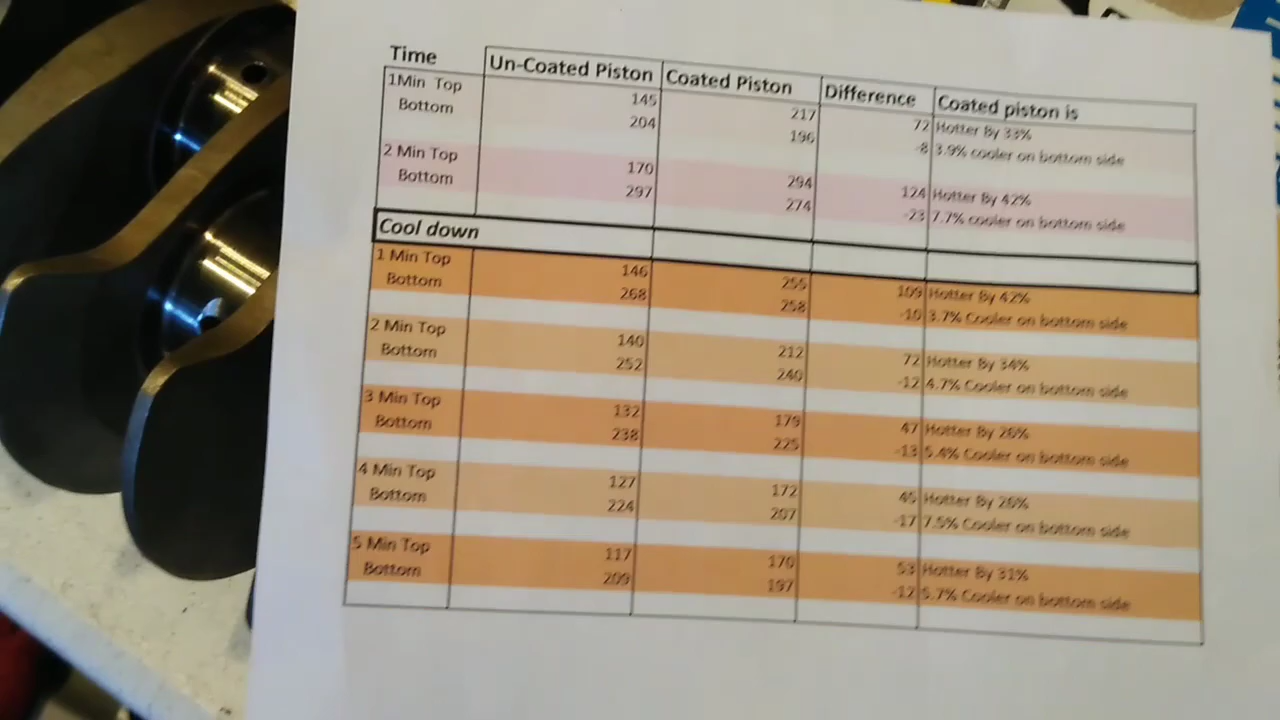 Time Un-Coated Piston Coated Piston Difference Coated piston is
1Min Top 145 217 72 Hotter By 33%
Bottom 204 196 -8 3.9% cooler on bottom side
2 Min Top 170 294 124 Hotter By 42%
Bottom 297 274 -23 7.7% cooler on bottom side
Cool down
1 Min Top 146 255 109 Hotter By 42%
Bottom 268 258 -10 3.7% Cooler on bottom side
2 Min Top 140 212 72 Hotter By 34%
Bottom 252 240 -12 4.7% Cooler on bottom side
3 Min Top 132 179 47 Hotter By 26%
Bottom 238 225 -13 5.4% Cooler on bottom side
4 Min Top 127 172 45 Hotter By 26%
Bottom 224 207 -17 7.5% Cooler on bottom side
5 Min Top 117 170 53 Hotter By 31%
Bottom 209 197 -12 5.7% Cooler on bottom side